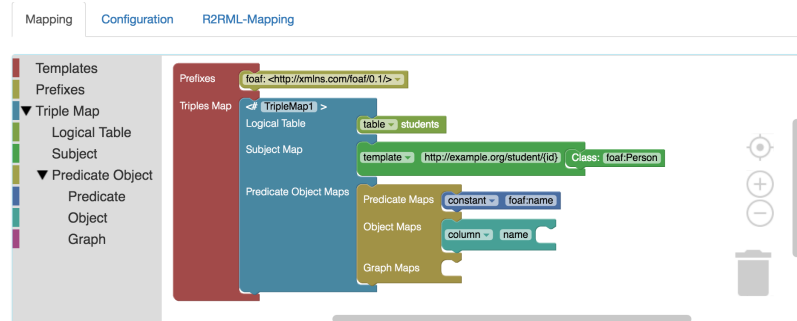 Mapping Configuration R2RML-Mapping
Templates
Prefixes
Triple Map
Logical Table
Subject
Predicate Object
Predicate
Object
Graph
Prefixes foaf: <http://xmlns.com/foaf/0.1/>
Triples Map <# TripleMap1 >
Logical Table table students
Subject Map template http://example.org/student/{id} Class: foaf:Person
Predicate Object Maps Predicate Maps constant foaf:name
Object Maps column name
Graph Maps